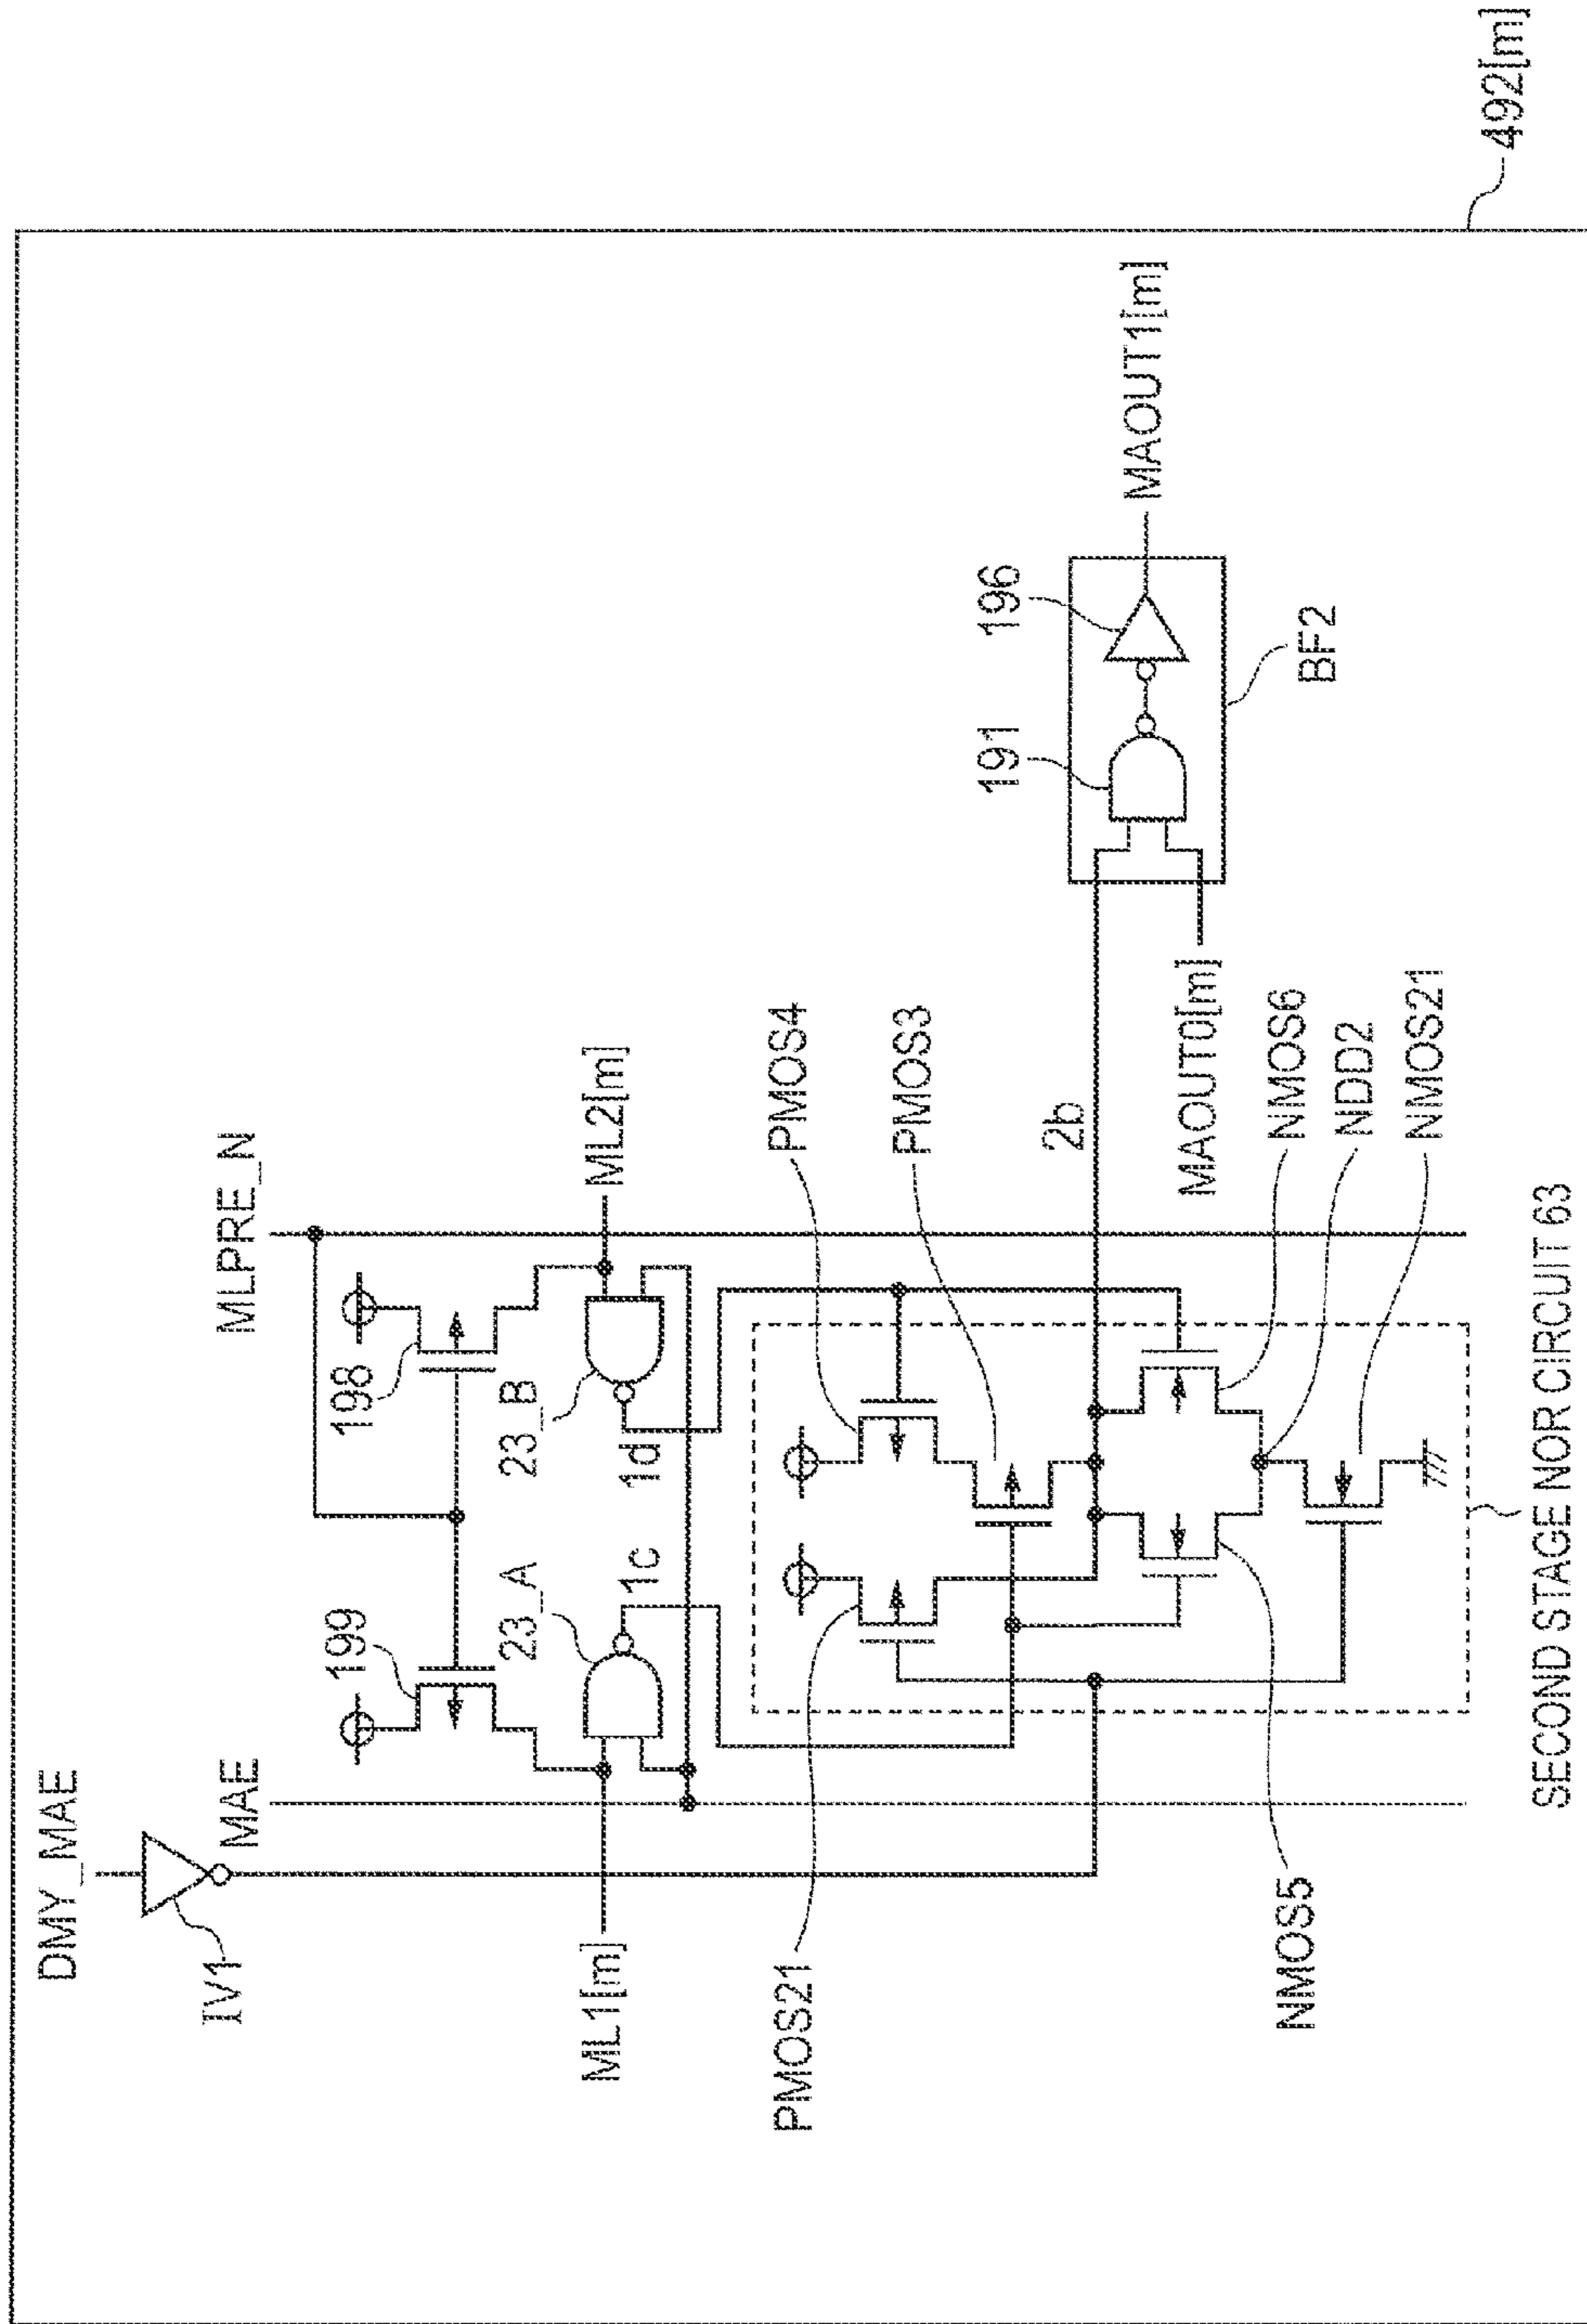 492[m]
DMY_MAE
IV1
MAE
MLPRE_N
199
198
23_A
23_B
ML1[m]
ML2[m]
1c
1d
PMOS21
PMOS4
PMOS3
2b
MAOUT0[m]
191
196
MAOUT1[m]
BF2
NMOS5
NMOS6
NDD2
NMOS21
SECOND STAGE NOR CIRCUIT 63